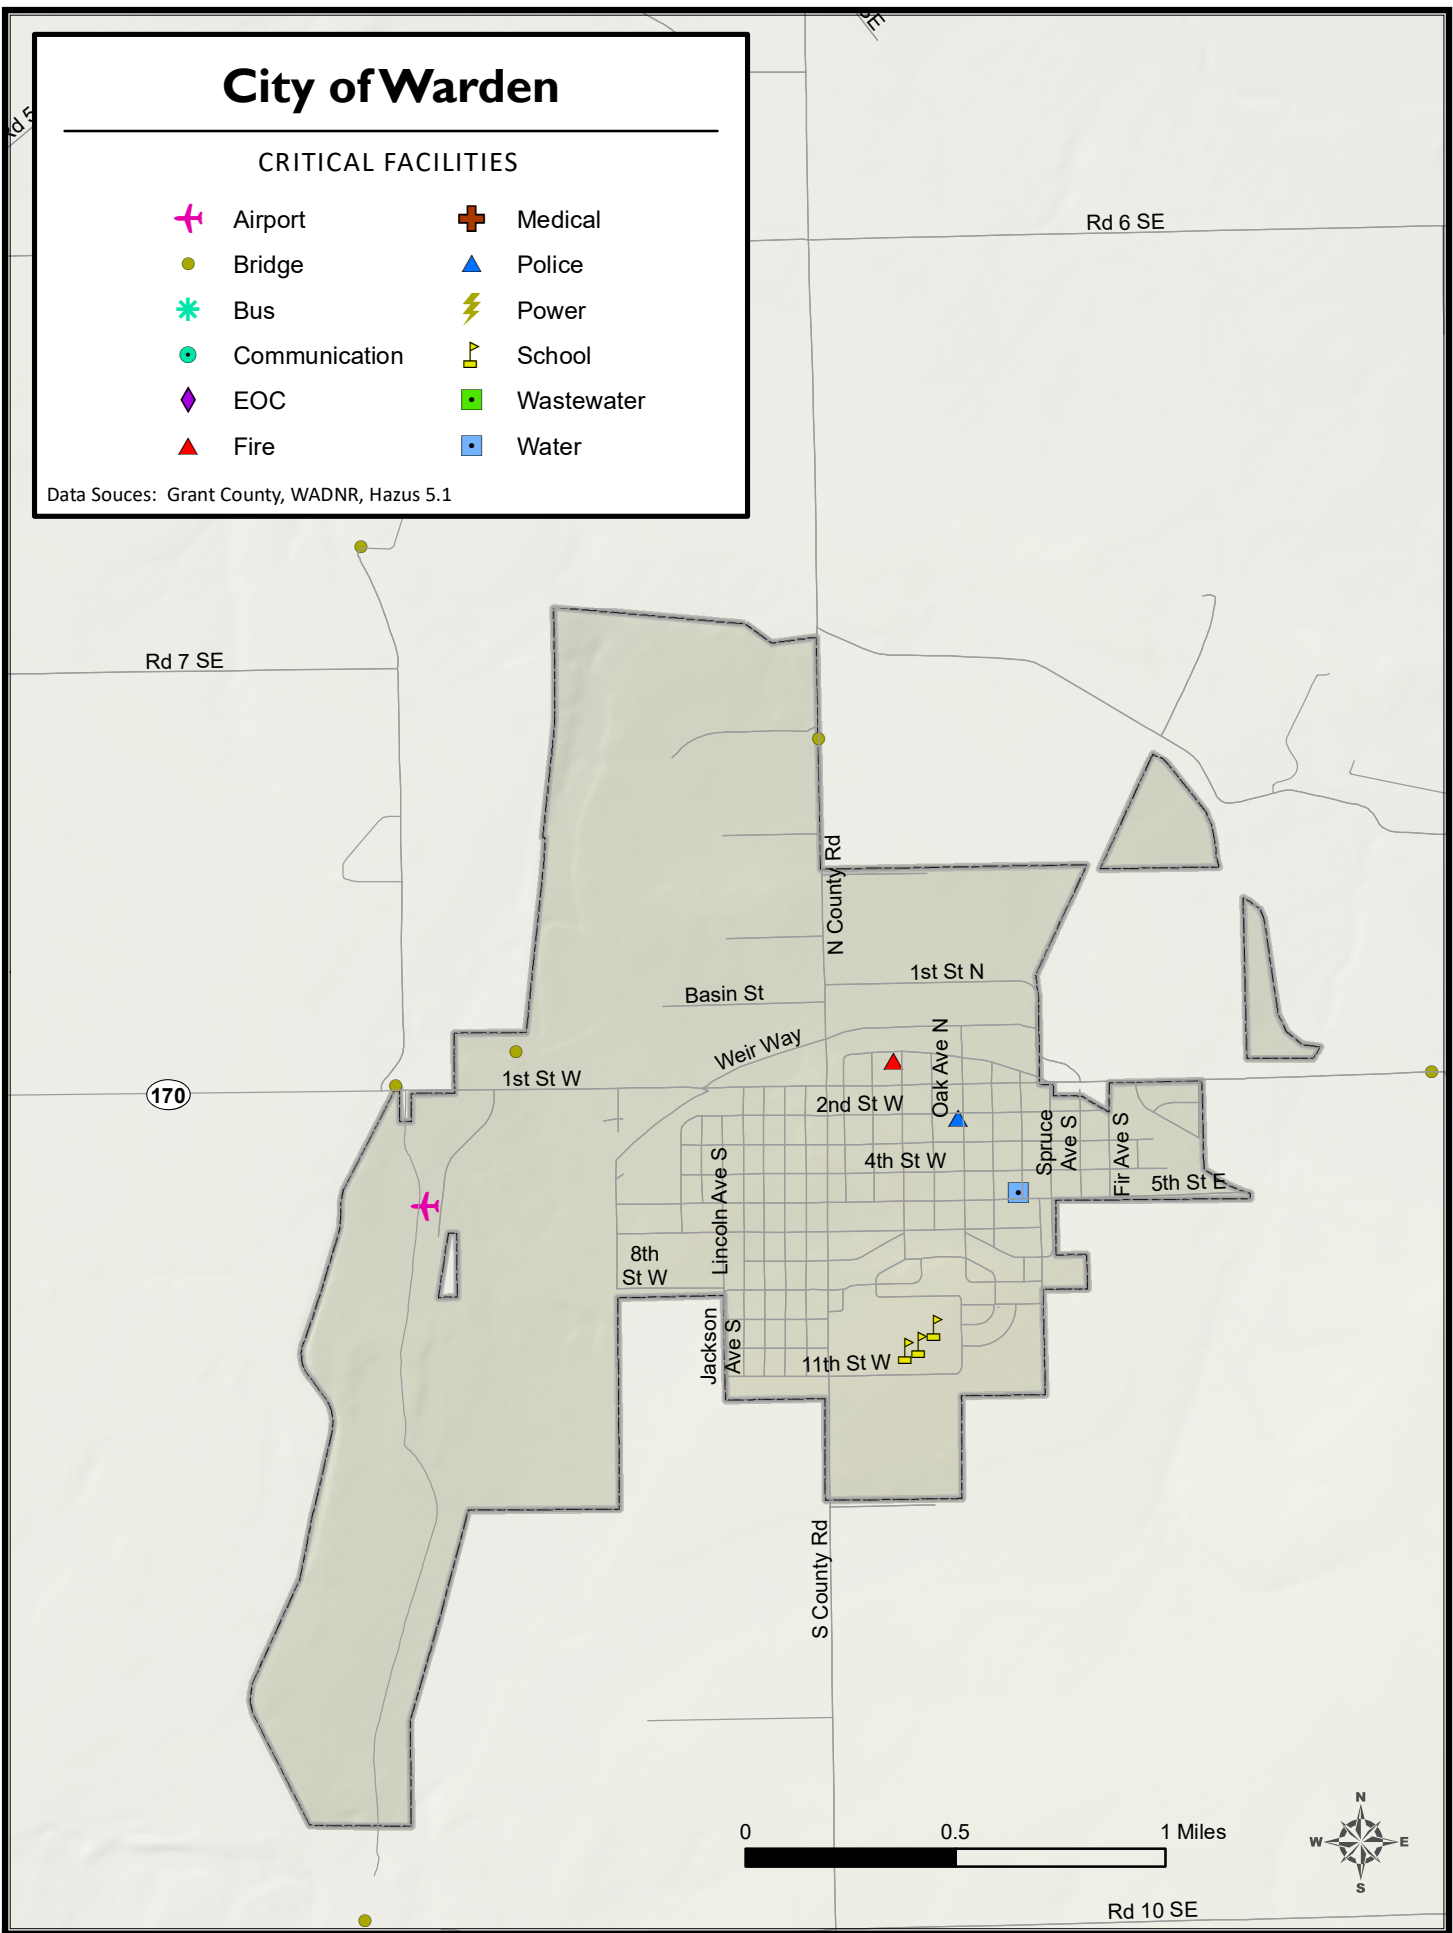 SE
Rd 5
City of Warden
CRITICAL FACILITIES
Airport
Medical
Bridge
Police
Bus
Power
Communication
School
EOC
Wastewater
Fire
Water
Data Souces: Grant County, WADNR, Hazus 5.1
Rd 6 SE
Rd 7 SE
N County Rd
1st St N
Basin St
Weir Way
Oak Ave N
1st St W
170
2nd St W
Spruce
Ave S
Fir Ave S
4th St W
5th St E
Lincoln Ave S
8th
St W
Jackson
Ave S
11th St W
S County Rd
0 0.5 1 Miles
N
W E
S
Rd 10 SE